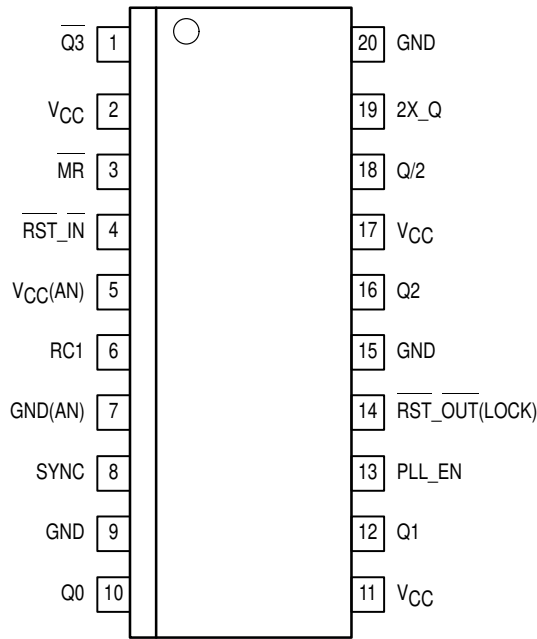 Q3 1
VCC 2
MR 3
RST_IN 4
VCC(AN) 5
RC1 6
GND(AN) 7
SYNC 8
GND 9
Q0 10
20 GND
19 2X_Q
18 Q/2
17 VCC
16 Q2
15 GND
14 RST_OUT(LOCK)
13 PLL_EN
12 Q1
11 VCC